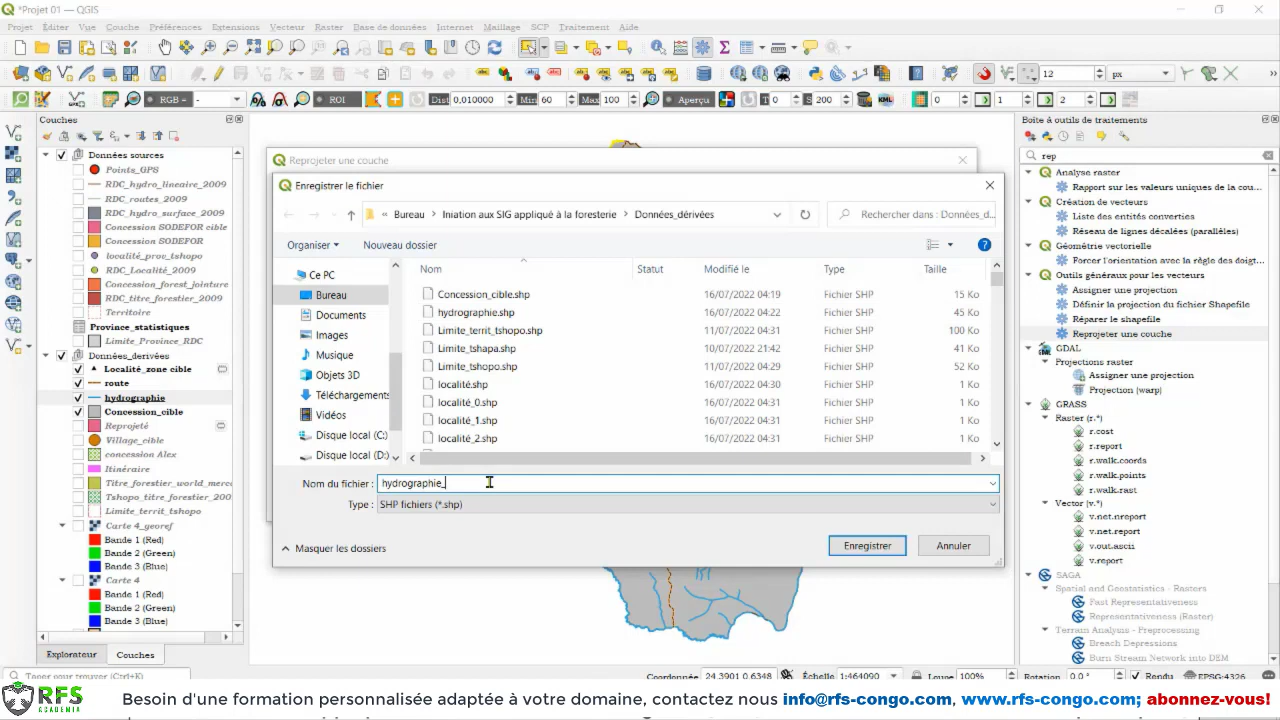 *Projet 01 — QGIS
Projet Éditer Vue Couche Préférences Extensions Vecteur Raster Base de données Internet Maillage SCP Traitement Aide
12 px
RGB = - ROI Dist 0,010000 Min 60 Max 100 Aperçu T 0 S 200 0 1 2
Couches
Données sources
Points_GPS
RDC_hydro_lineaire_2009
RDC_routes_2009
RDC_hydro_surface_2009
Concession SODEFOR cible
Concession SODEFOR
localité_prov_tshopo
RDC_Localité_2009
Concession_forest_jointure
RDC_titre_forestier_2009
Territoire
Province_statistiques
Limite_Province_RDC
Données_derivées
Localité_zone cible
route
hydrographie
Concession_cible
Reprojeté
Village_cible
concession Alex
Itinéraire
Titre_forestier_world_merc
Tshopo_titre_forestier_200
Limite_territ_tshopo
Carte 4_georef
Bande 1 (Red)
Bande 2 (Green)
Bande 3 (Blue)
Carte 4
Bande 1 (Red)
Bande 2 (Green)
Bande 3 (Blue)
Explorateur Couches
Reprojeter une couche
Enregistrer le fichier
« Bureau > Iniation aux SIG appliqué à la foresterie > Données_dérivées
Rechercher dans : Données_d...
Organiser Nouveau dossier
Ce PC
Bureau
Documents
Images
Musique
Objets 3D
Téléchargements
Vidéos
Disque local (C:)
Disque local (D:)
Nom Statut Modifié le Type Taille
Concession_cible.shp 16/07/2022 04:19 Fichier SHP 15 Ko
hydrographie.shp 16/07/2022 04:22 Fichier SHP 45 Ko
Limite_territ_tshopo.shp 11/07/2022 04:31 Fichier SHP 100 Ko
Limite_tshapa.shp 10/07/2022 21:42 Fichier SHP 41 Ko
Limite_tshopo.shp 11/07/2022 04:29 Fichier SHP 52 Ko
localité.shp 16/07/2022 04:30 Fichier SHP 1 Ko
localité_0.shp 16/07/2022 04:31 Fichier SHP 1 Ko
localité_1.shp 16/07/2022 04:31 Fichier SHP 1 Ko
localité_2.shp 16/07/2022 04:31 Fichier SHP 1 Ko
Nom du fichier : hydrographie_
Type : SHP fichiers (*.shp)
Masquer les dossiers
Enregistrer Annuler
Boîte à outils de traitements
rep
Analyse raster
Rapport sur les valeurs uniques de la cou...
Création de vecteurs
Liste des entités converties
Réseau de lignes décalées (parallèles)
Géométrie vectorielle
Forcer l'orientation avec la règle des doigt...
Outils généraux pour les vecteurs
Assigner une projection
Définir la projection du fichier Shapefile
Réparer le shapefile
Reprojeter une couche
GDAL
Projections raster
Assigner une projection
Projection (warp)
GRASS
Raster (r.*)
r.cost
r.report
r.walk.coords
r.walk.points
r.walk.rast
Vector (v.*)
v.net.nreport
v.net.report
v.out.ascii
v.report
SAGA
Spatial and Geostatistics - Rasters
Fast Representativeness
Representativeness (Raster)
Terrain Analysis - Preprocessing
Breach Depressions
Burn Stream Network into DEM
Taper pour trouver Coordonnée 24.3901 0.6348 Échelle 1:464090 Loupe 100% Rotation 0.0 ° Rendu EPSG:4326
RFS
ACADEMIA
Besoin d'une formation personnalisée adaptée à votre domaine, contactez nous info@rfs-congo.com, www.rfs-congo.com; abonnez-vous!